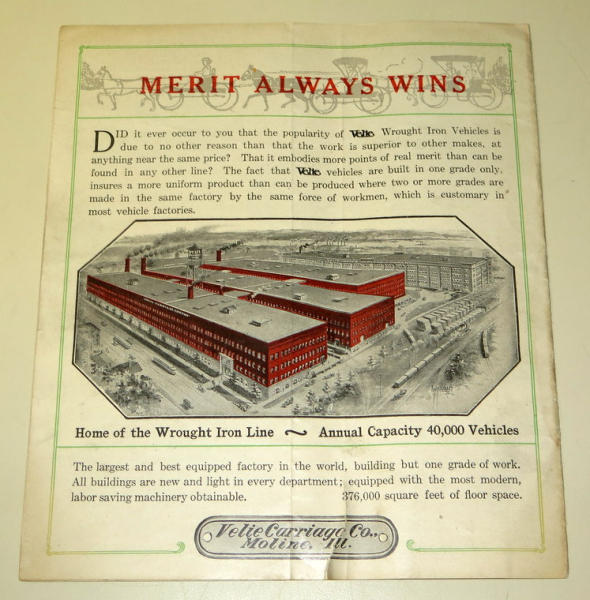 MERIT ALWAYS WINS
DID it ever occur to you that the popularity of Velie Wrought Iron Vehicles is
due to no other reason than that the work is superior to other makes, at
anything near the same price? That it embodies more points of real merit than can be
found in any other line? The fact that Velie vehicles are built in one grade only,
insures a more uniform product than can be produced where two or more grades are
made in the same factory by the same force of workmen, which is customary in
most vehicle factories.
Home of the Wrought Iron Line ~ Annual Capacity 40,000 Vehicles
The largest and best equipped factory in the world, building but one grade of work.
All buildings are new and light in every department; equipped with the most modern,
labor saving machinery obtainable. 376,000 square feet of floor space.
Velie Carriage Co.,
Moline, Ill.